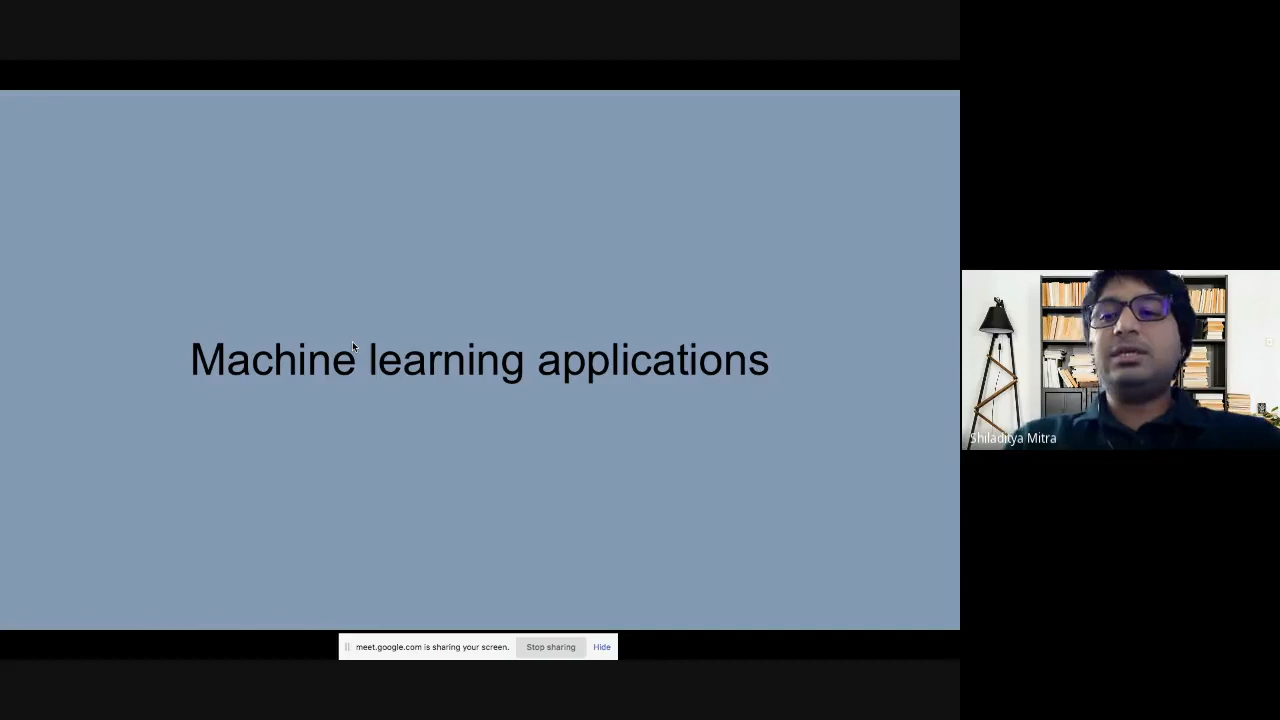 Machine learning applications
Shiladitya Mitra
meet.google.com is sharing your screen. Stop sharing Hide